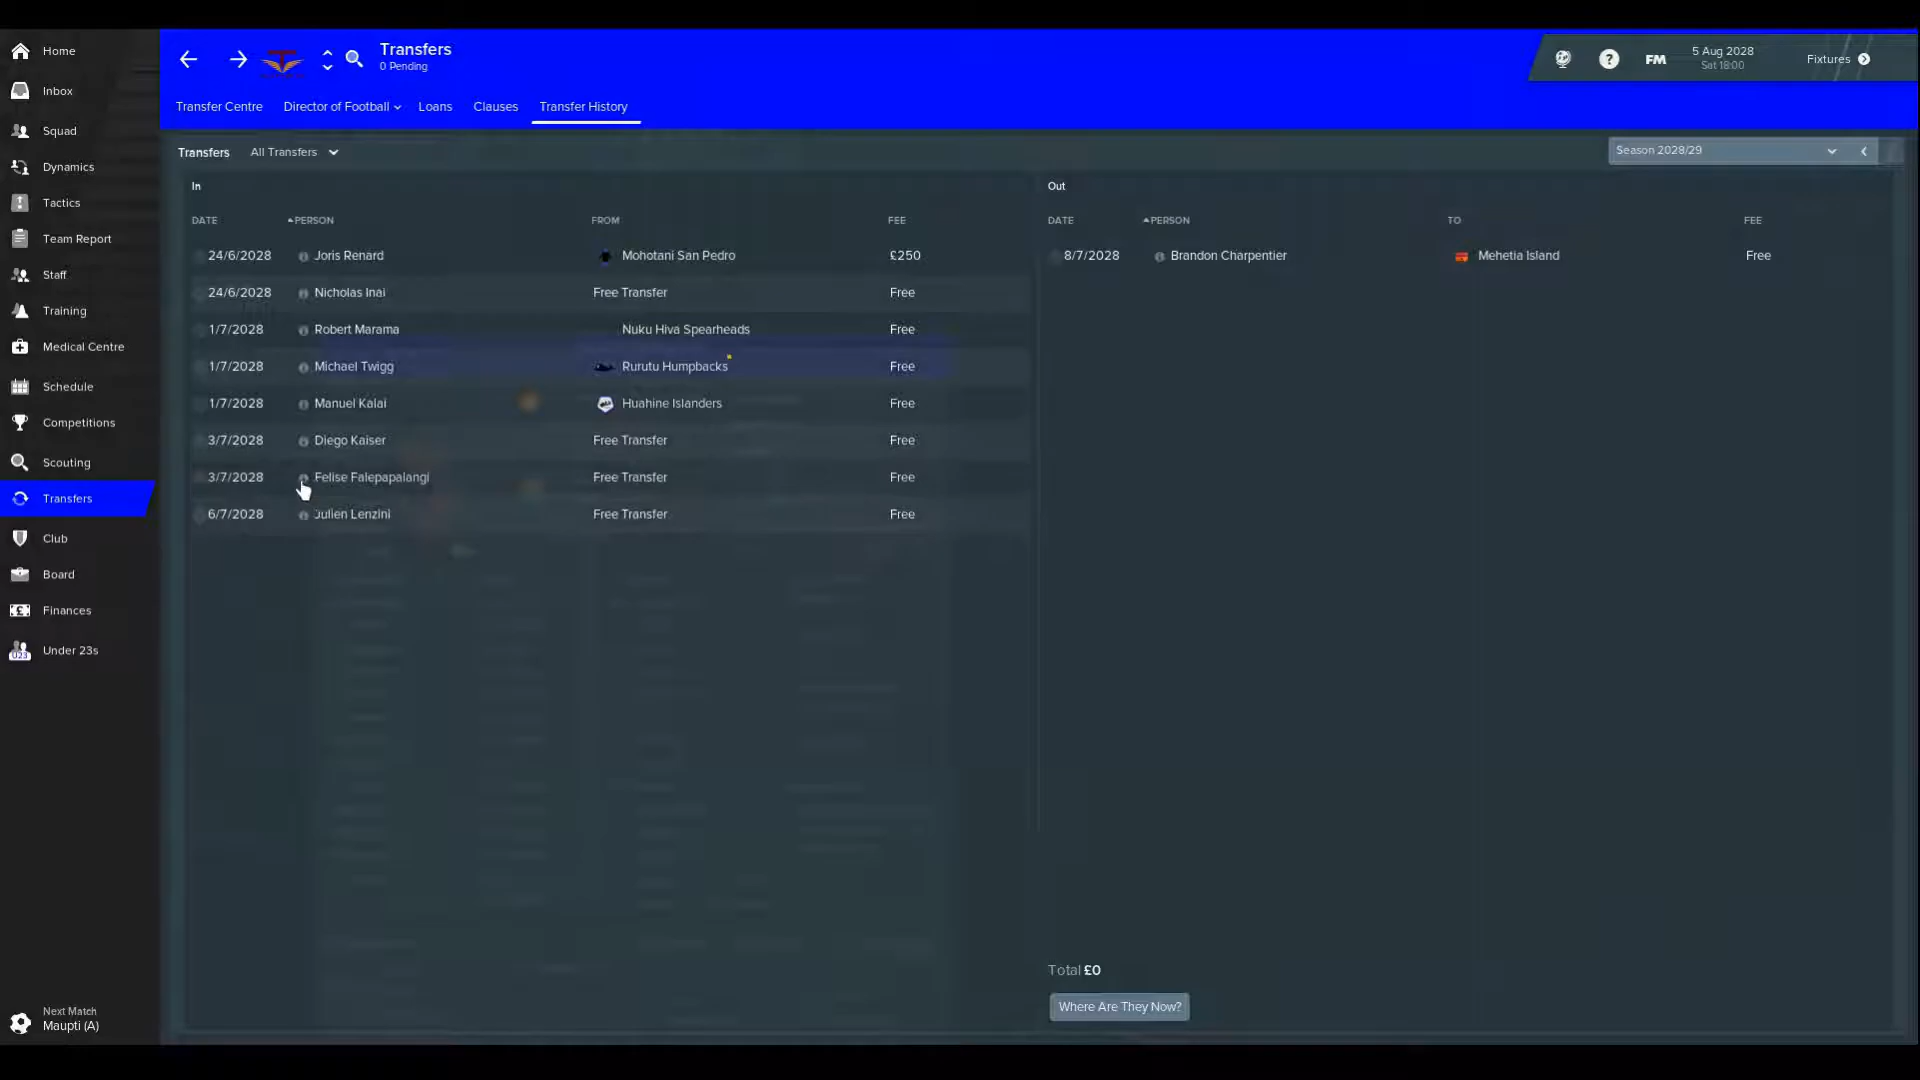 Home
Inbox
Squad
Dynamics
Tactics
Team Report
Staff
Training
Medical Centre
Schedule
Competitions
Scouting
Transfers
Club
Board
Finances
Under 23s
Next Match
Maupti (A)
Transfers
0 Pending
FM
5 Aug 2028
Sat 18:00
Fixtures
Transfer Centre Director of Football Loans Clauses Transfer History
Transfers All Transfers
Season 2028/29
In
DATE PERSON FROM FEE
24/6/2028 Joris Renard Mohotani San Pedro £250
24/6/2028 Nicholas Inai Free Transfer Free
1/7/2028 Robert Marama Nuku Hiva Spearheads Free
1/7/2028 Michael Twigg Rurutu Humpbacks Free
1/7/2028 Manuel Kalai Huahine Islanders Free
3/7/2028 Diego Kaiser Free Transfer Free
3/7/2028 Felise Falepapalangi Free Transfer Free
6/7/2028 Julien Lenzini Free Transfer Free
Out
DATE PERSON TO FEE
8/7/2028 Brandon Charpentier Mehetia Island Free
Total £0
Where Are They Now?